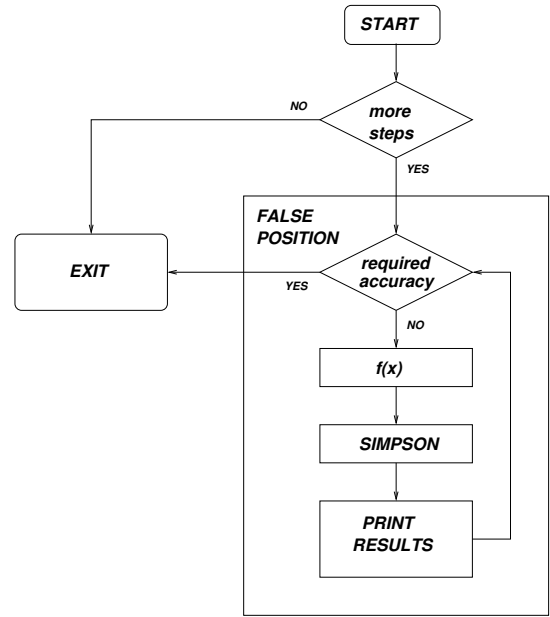 START
NO
more
steps
YES
FALSE
POSITION
EXIT
required
accuracy
YES
NO
f(x)
SIMPSON
PRINT
RESULTS